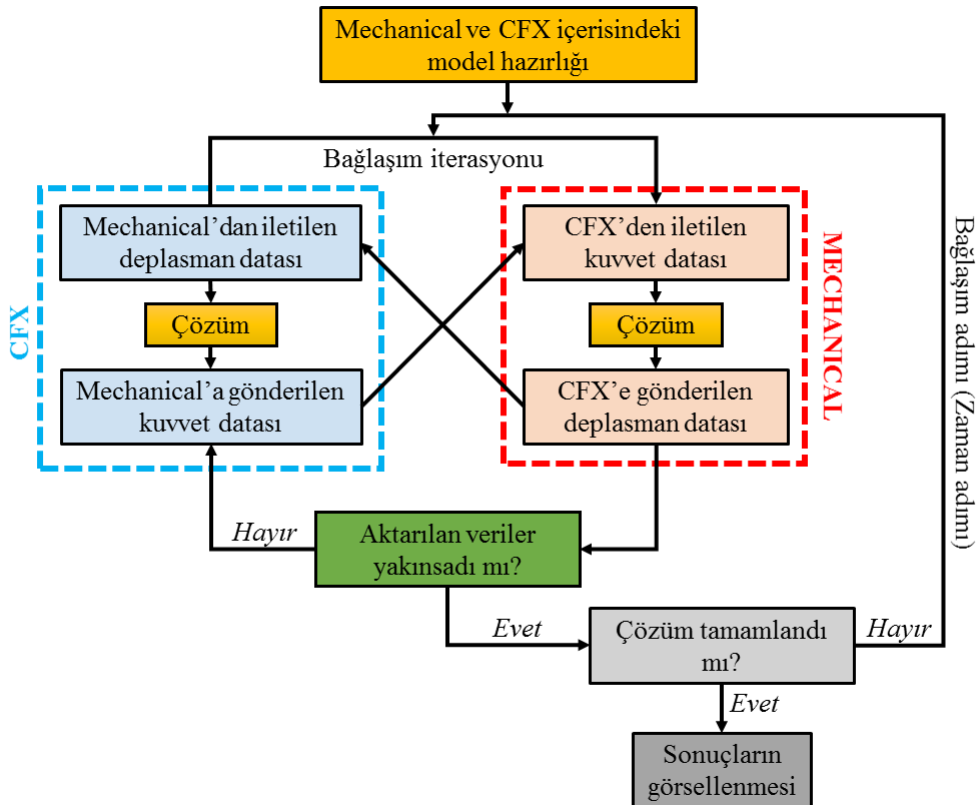 Mechanical ve CFX içerisindeki
model hazırlığı
Bağlaşım iterasyonu
Mechanical’dan iletilen
deplasman datası
CFX’den iletilen
kuvvet datası
Çözüm
Çözüm
Mechanical’a gönderilen
kuvvet datası
CFX’e gönderilen
deplasman datası
CFX
MECHANICAL
Bağlaşım adımı (Zaman adımı)
Hayır
Aktarılan veriler
yakınsadı mı?
Evet
Çözüm tamamlandı
mı?
Hayır
Evet
Sonuçların
görsellenmesi